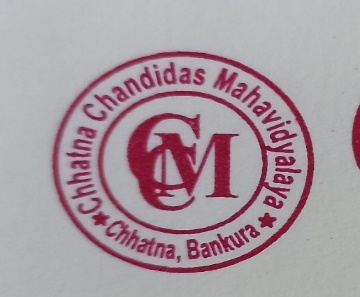 Chhatna Chandidas Mahavidyalaya
CCM
★Chhatna, Bankura★